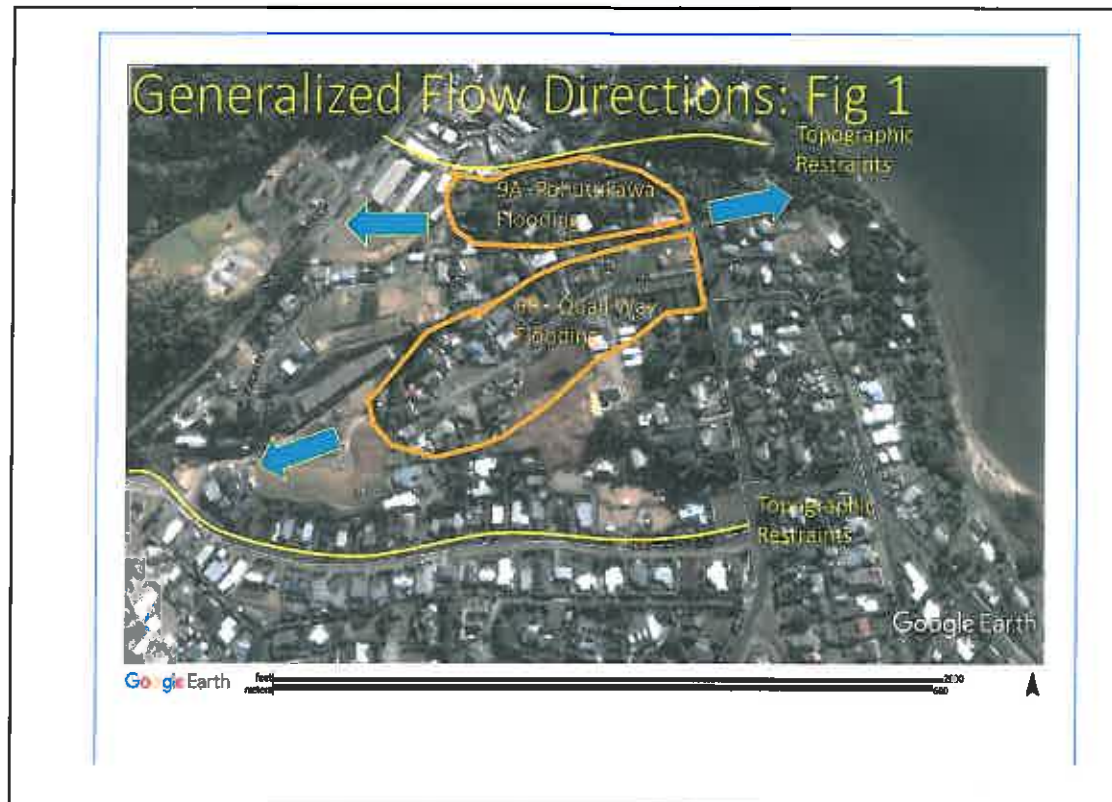 Generalized Flow Directions: Fig 1
Topographic
Restraints
9A -Pohutukawa
Flooding
9B - Quail Way
Flooding
Topographic
Restraints
Google Earth
Google Earth
feet
meters
2000
600